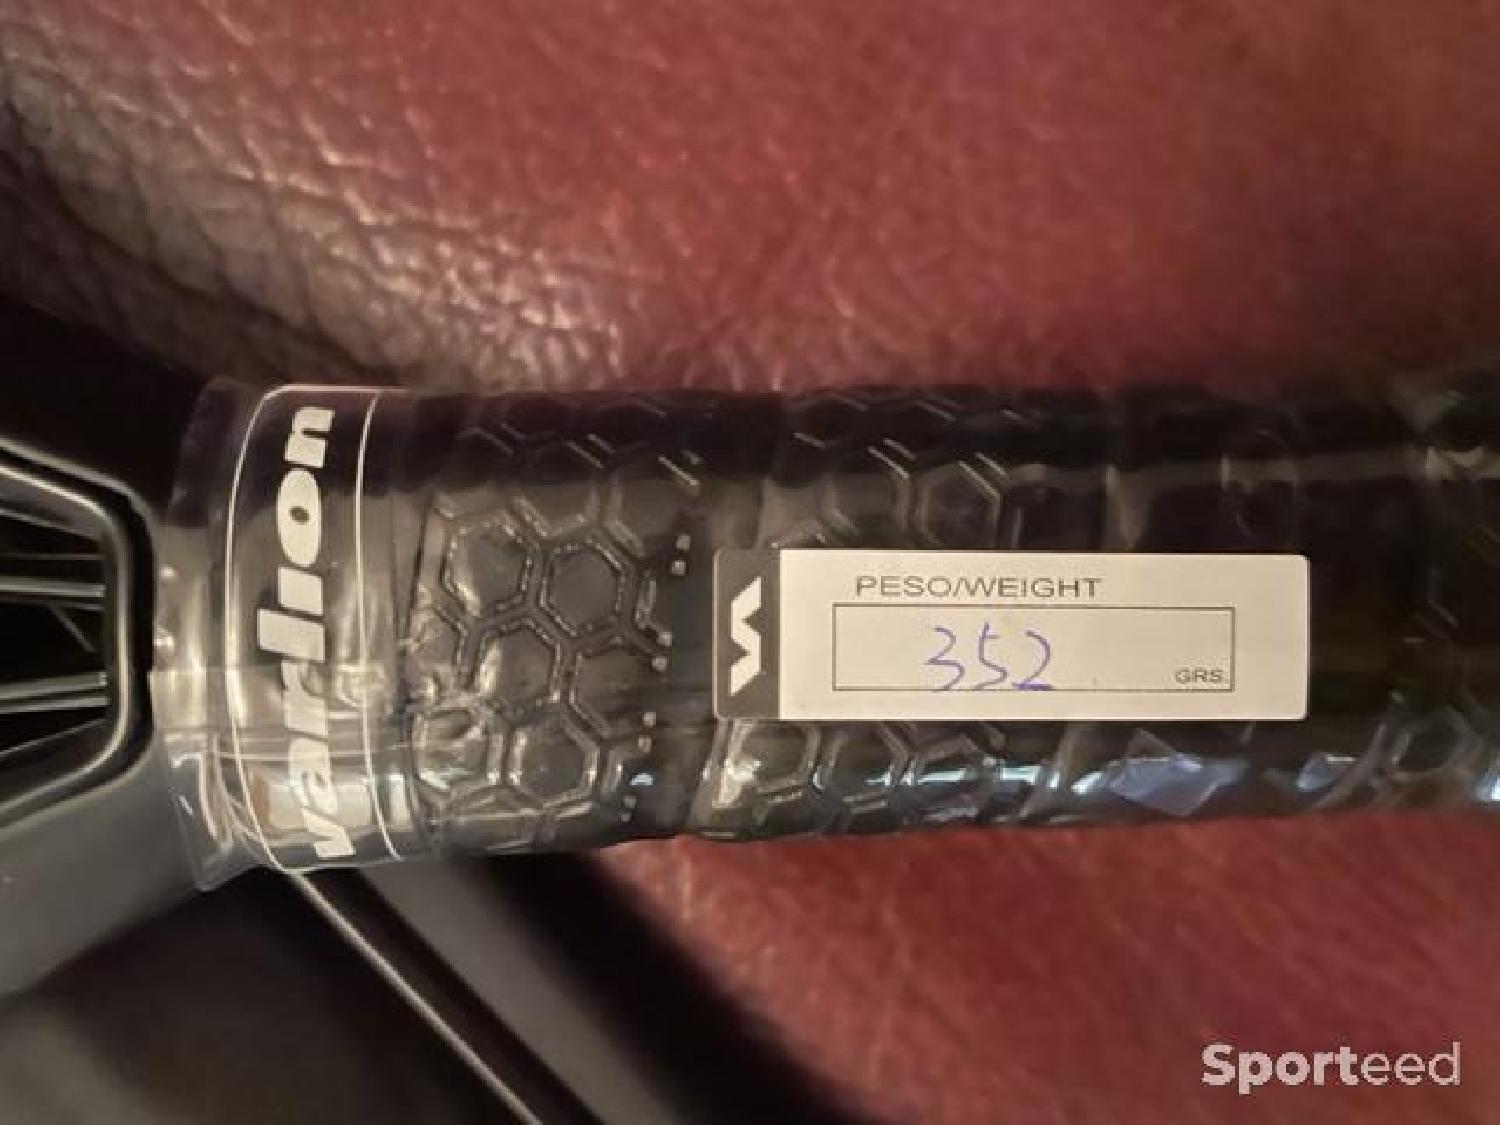 varlion
PESO/WEIGHT
352
GRS.
Sporteed